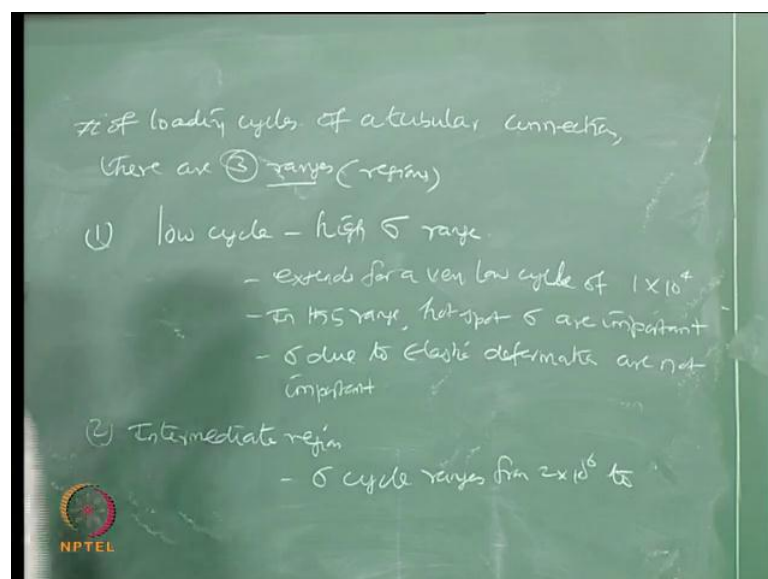 # of loading cycles of a tubular connection,
there are ③ ranges (regions)
(1) low cycle - high σ range.
- extends for a very low cycle of 1×10⁴
- In this range, hot spot σ are important
- σ due to elastic deformation are not
important
(2) Intermediate region
- σ cycle ranges from 2×10⁶ to
NPTEL